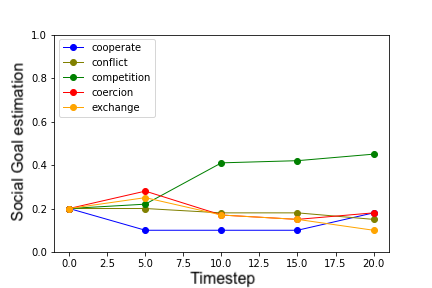 1.0
0.8
0.6
0.4
0.2
0.0
Social Goal estimation
cooperate
conflict
competition
coercion
exchange
0.0 2.5 5.0 7.5 10.0 12.5 15.0 17.5 20.0
Timestep